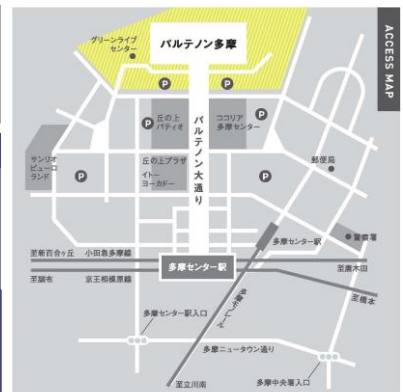 ACCESS MAP
グリーンライブ
センター
パルテノン多摩
P
P
P
P
丘の上
パティオ
ココリア
多摩センター
パルテノン大通り
サンリオ
ピューロ
ランド
P
丘の上プラザ
イトー
ヨーカドー
P
郵便局
多摩センター駅
警察署
至新百合ヶ丘 小田急多摩線
至唐木田
多摩センター駅
至調布 京王相模原線
至橋本
多摩モノレール
多摩センター駅入口
多摩ニュータウン通り
至立川南
多摩中央署入口